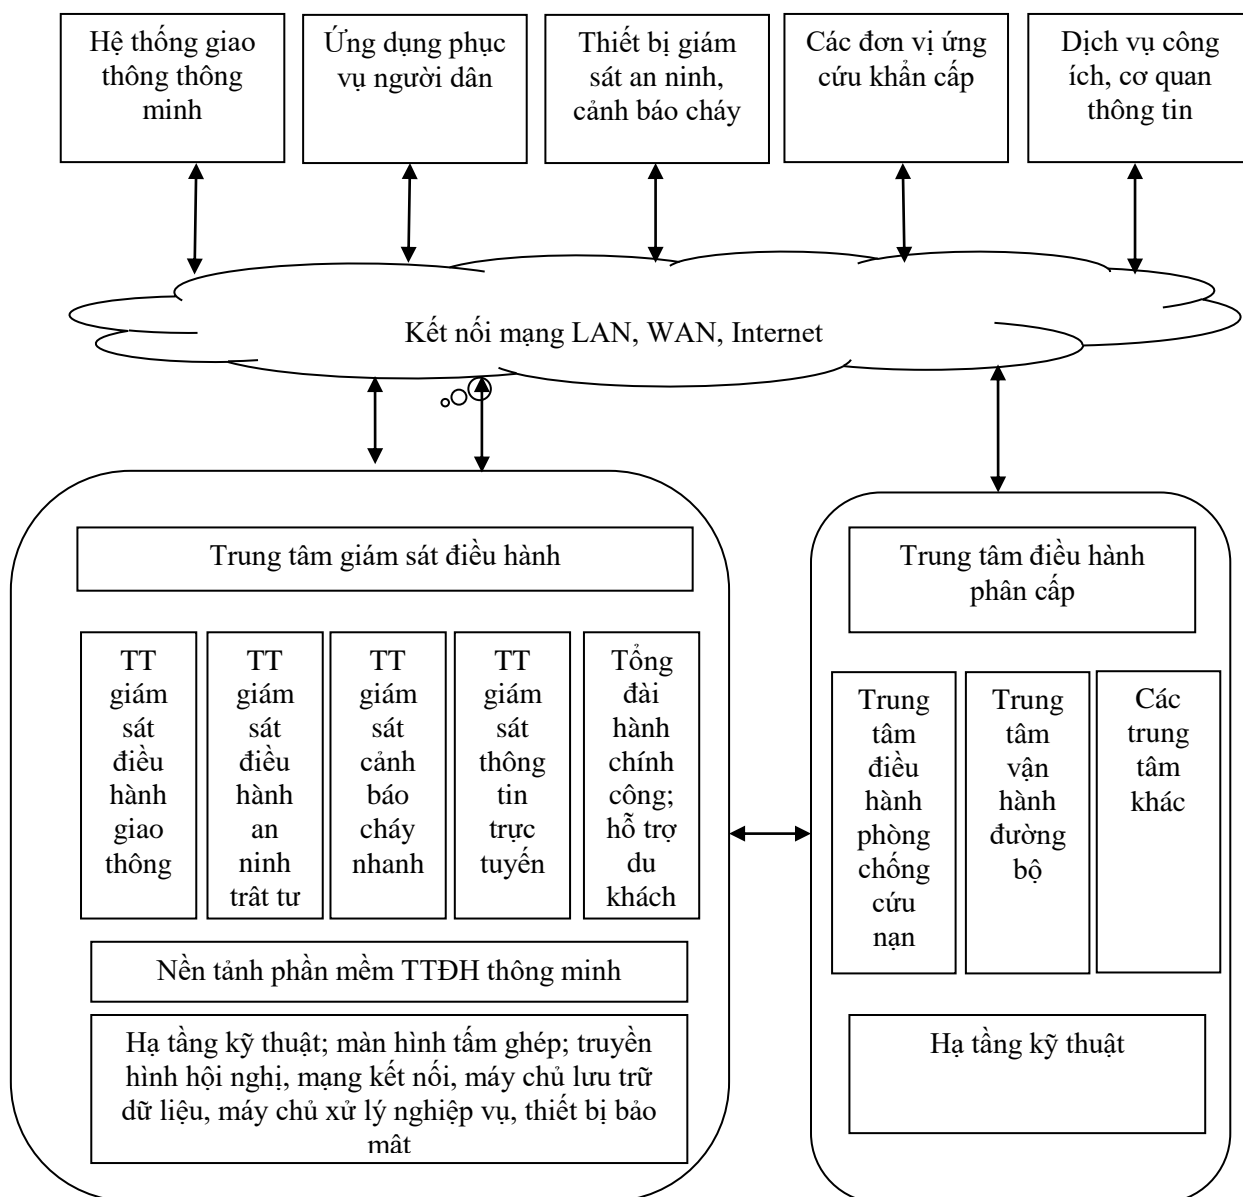 Hệ thống giao
thông thông
minh
Ứng dụng phục
vụ người dân
Thiết bị giám
sát an ninh,
cảnh báo cháy
Các đơn vị ứng
cứu khẩn cấp
Dịch vụ công
ích, cơ quan
thông tin
Kết nối mạng LAN, WAN, Internet
Trung tâm giám sát điều hành
TT
giám
sát
điều
hành
giao
thông
TT
giám
sát
điều
hành
an
ninh
trât tư
TT
giám
sát
cảnh
báo
cháy
nhanh
TT
giám
sát
thông
tin
trực
tuyến
Tổng
đài
hành
chính
công;
hỗ trợ
du
khách
Nền tảnh phần mềm TTĐH thông minh
Hạ tầng kỹ thuật; màn hình tấm ghép; truyền
hình hội nghị, mạng kết nối, máy chủ lưu trữ
dữ liệu, máy chủ xử lý nghiệp vụ, thiết bị bảo
mật
Trung tâm điều hành
phân cấp
Trung
tâm
điều
hành
phòng
chống
cứu
nạn
Trung
tâm
vận
hành
đường
bộ
Các
trung
tâm
khác
Hạ tầng kỹ thuật